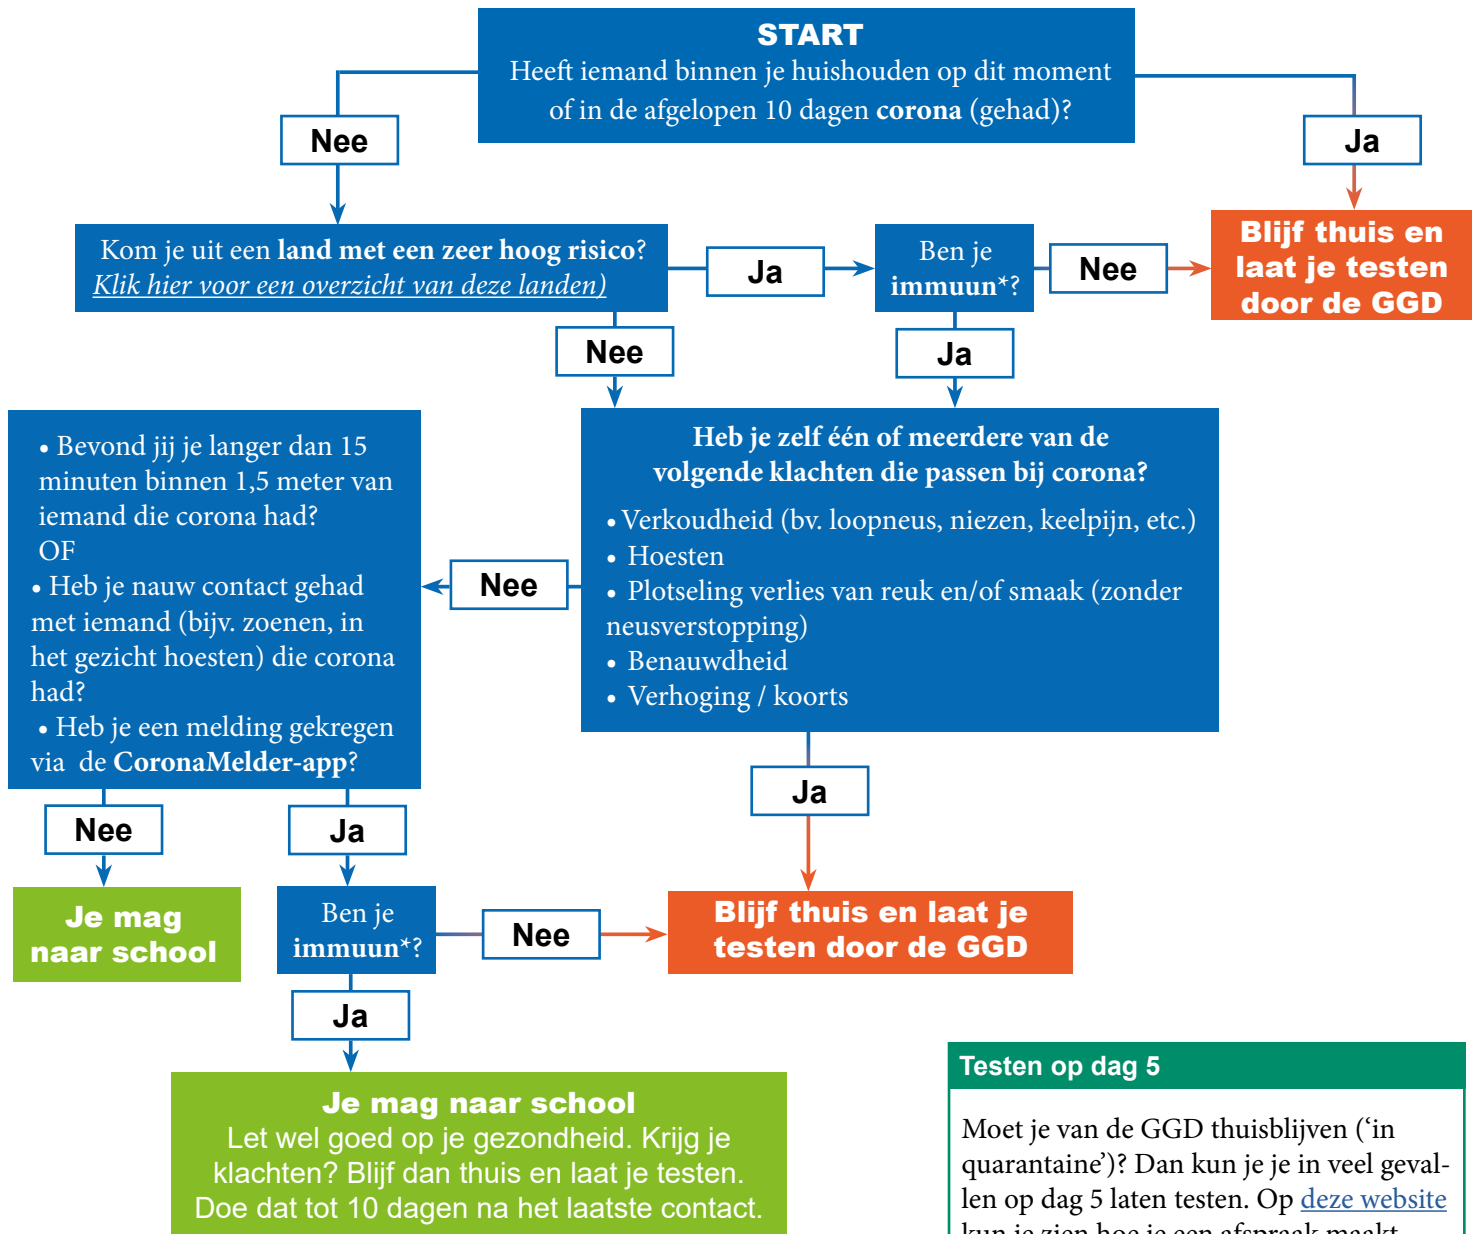 START
Heeft iemand binnen je huishouden op dit moment
of in de afgelopen 10 dagen corona (gehad)?
Nee
Ja
Kom je uit een land met een zeer hoog risico?
Klik hier voor een overzicht van deze landen)
Ja
Ben je
immuun*?
Nee
Blijf thuis en
laat je testen
door de GGD
Nee
Ja
• Bevond jij je langer dan 15
minuten binnen 1,5 meter van
iemand die corona had?
OF
• Heb je nauw contact gehad
met iemand (bijv. zoenen, in
het gezicht hoesten) die corona
had?
• Heb je een melding gekregen
via de CoronaMelder-app?
Nee
Heb je zelf één of meerdere van de
volgende klachten die passen bij corona?
• Verkoudheid (bv. loopneus, niezen, keelpijn, etc.)
• Hoesten
• Plotseling verlies van reuk en/of smaak (zonder
neusverstopping)
• Benauwdheid
• Verhoging / koorts
Nee
Ja
Ja
Je mag
naar school
Ben je
immuun*?
Nee
Blijf thuis en laat je
testen door de GGD
Ja
Je mag naar school
Let wel goed op je gezondheid. Krijg je
klachten? Blijf dan thuis en laat je testen.
Doe dat tot 10 dagen na het laatste contact.
Testen op dag 5
Moet je van de GGD thuisblijven (‘in
quarantaine’)? Dan kun je je in veel geval-
len op dag 5 laten testen. Op deze website
kun je zien hoe je een afspraak maakt